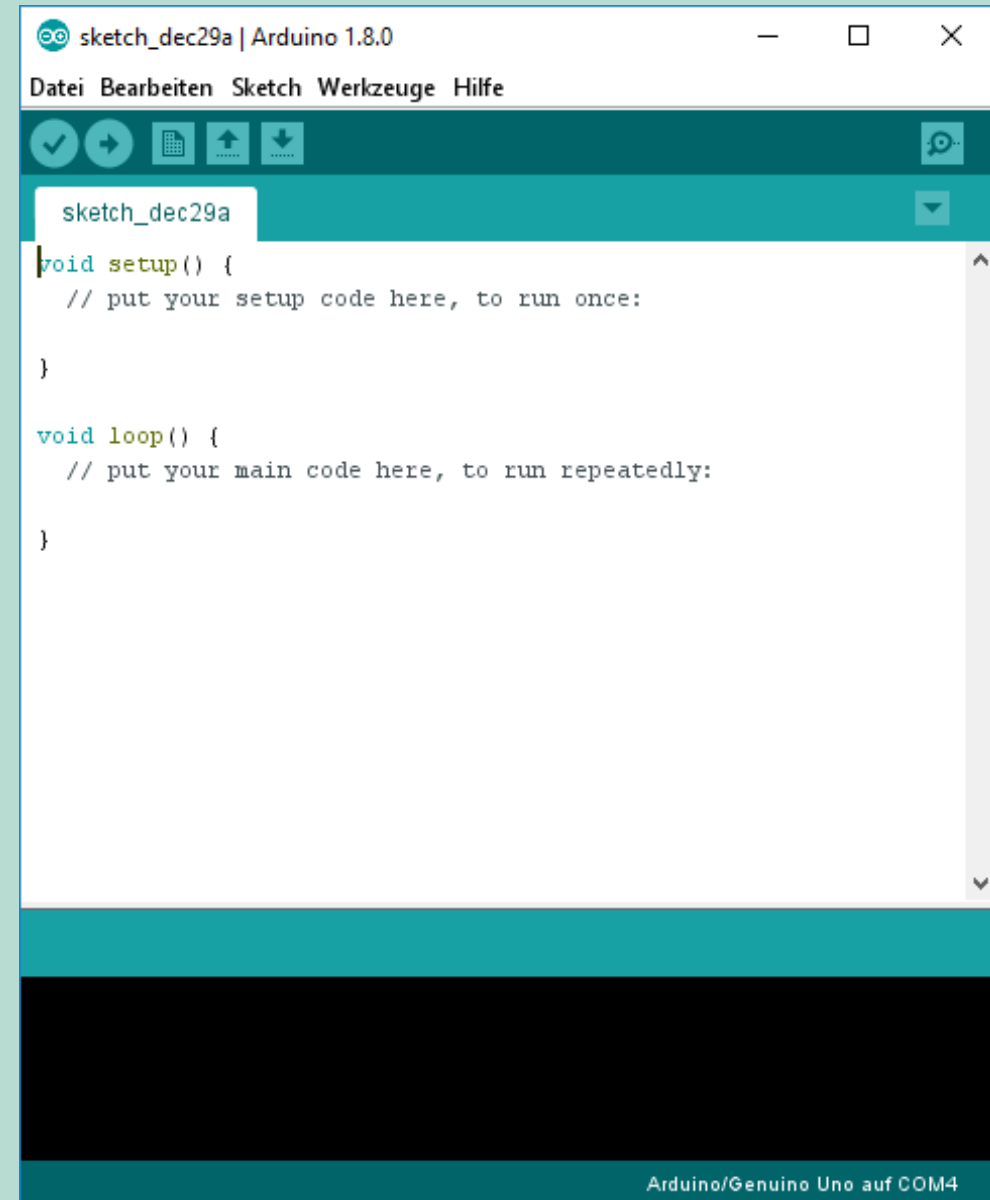 sketch_dec29a | Arduino 1.8.0
Datei Bearbeiten Sketch Werkzeuge Hilfe
sketch_dec29a
void setup() {
  // put your setup code here, to run once:
}
void loop() {
  // put your main code here, to run repeatedly:
}
Arduino/Genuino Uno auf COM4